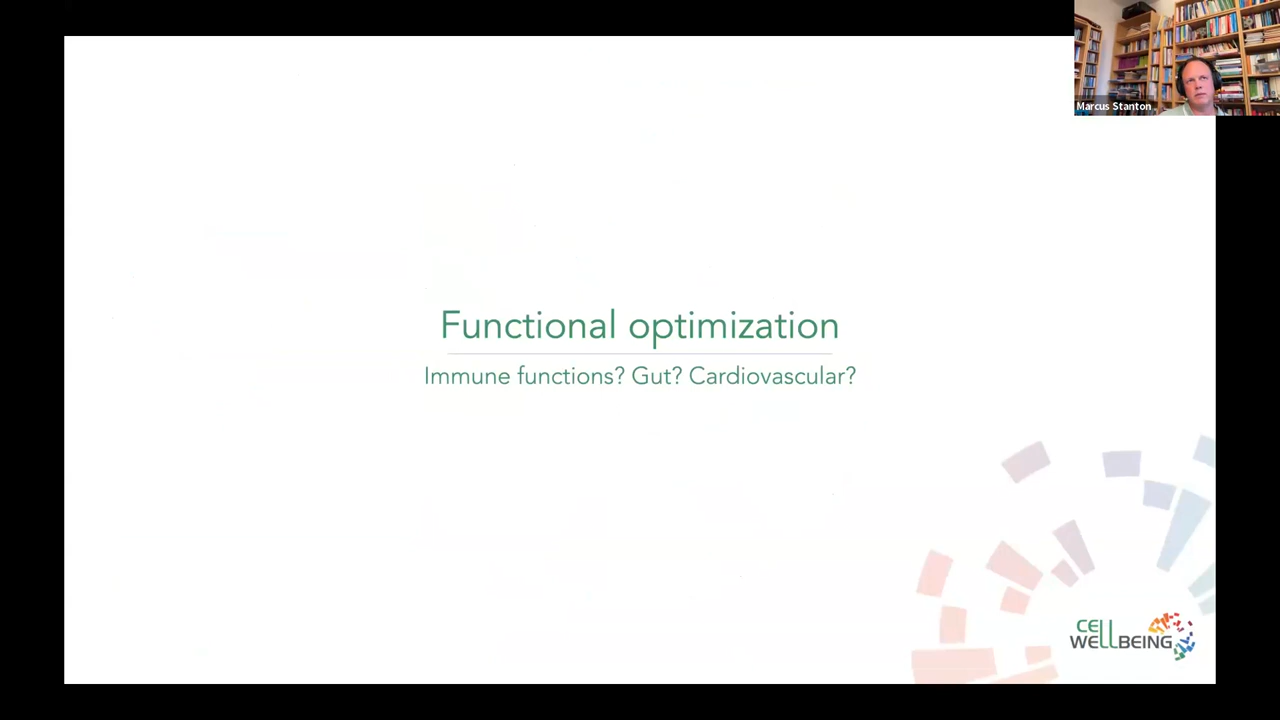 Marcus Stanton
Functional optimization
Immune functions? Gut? Cardiovascular?
CELL
WELLBEING